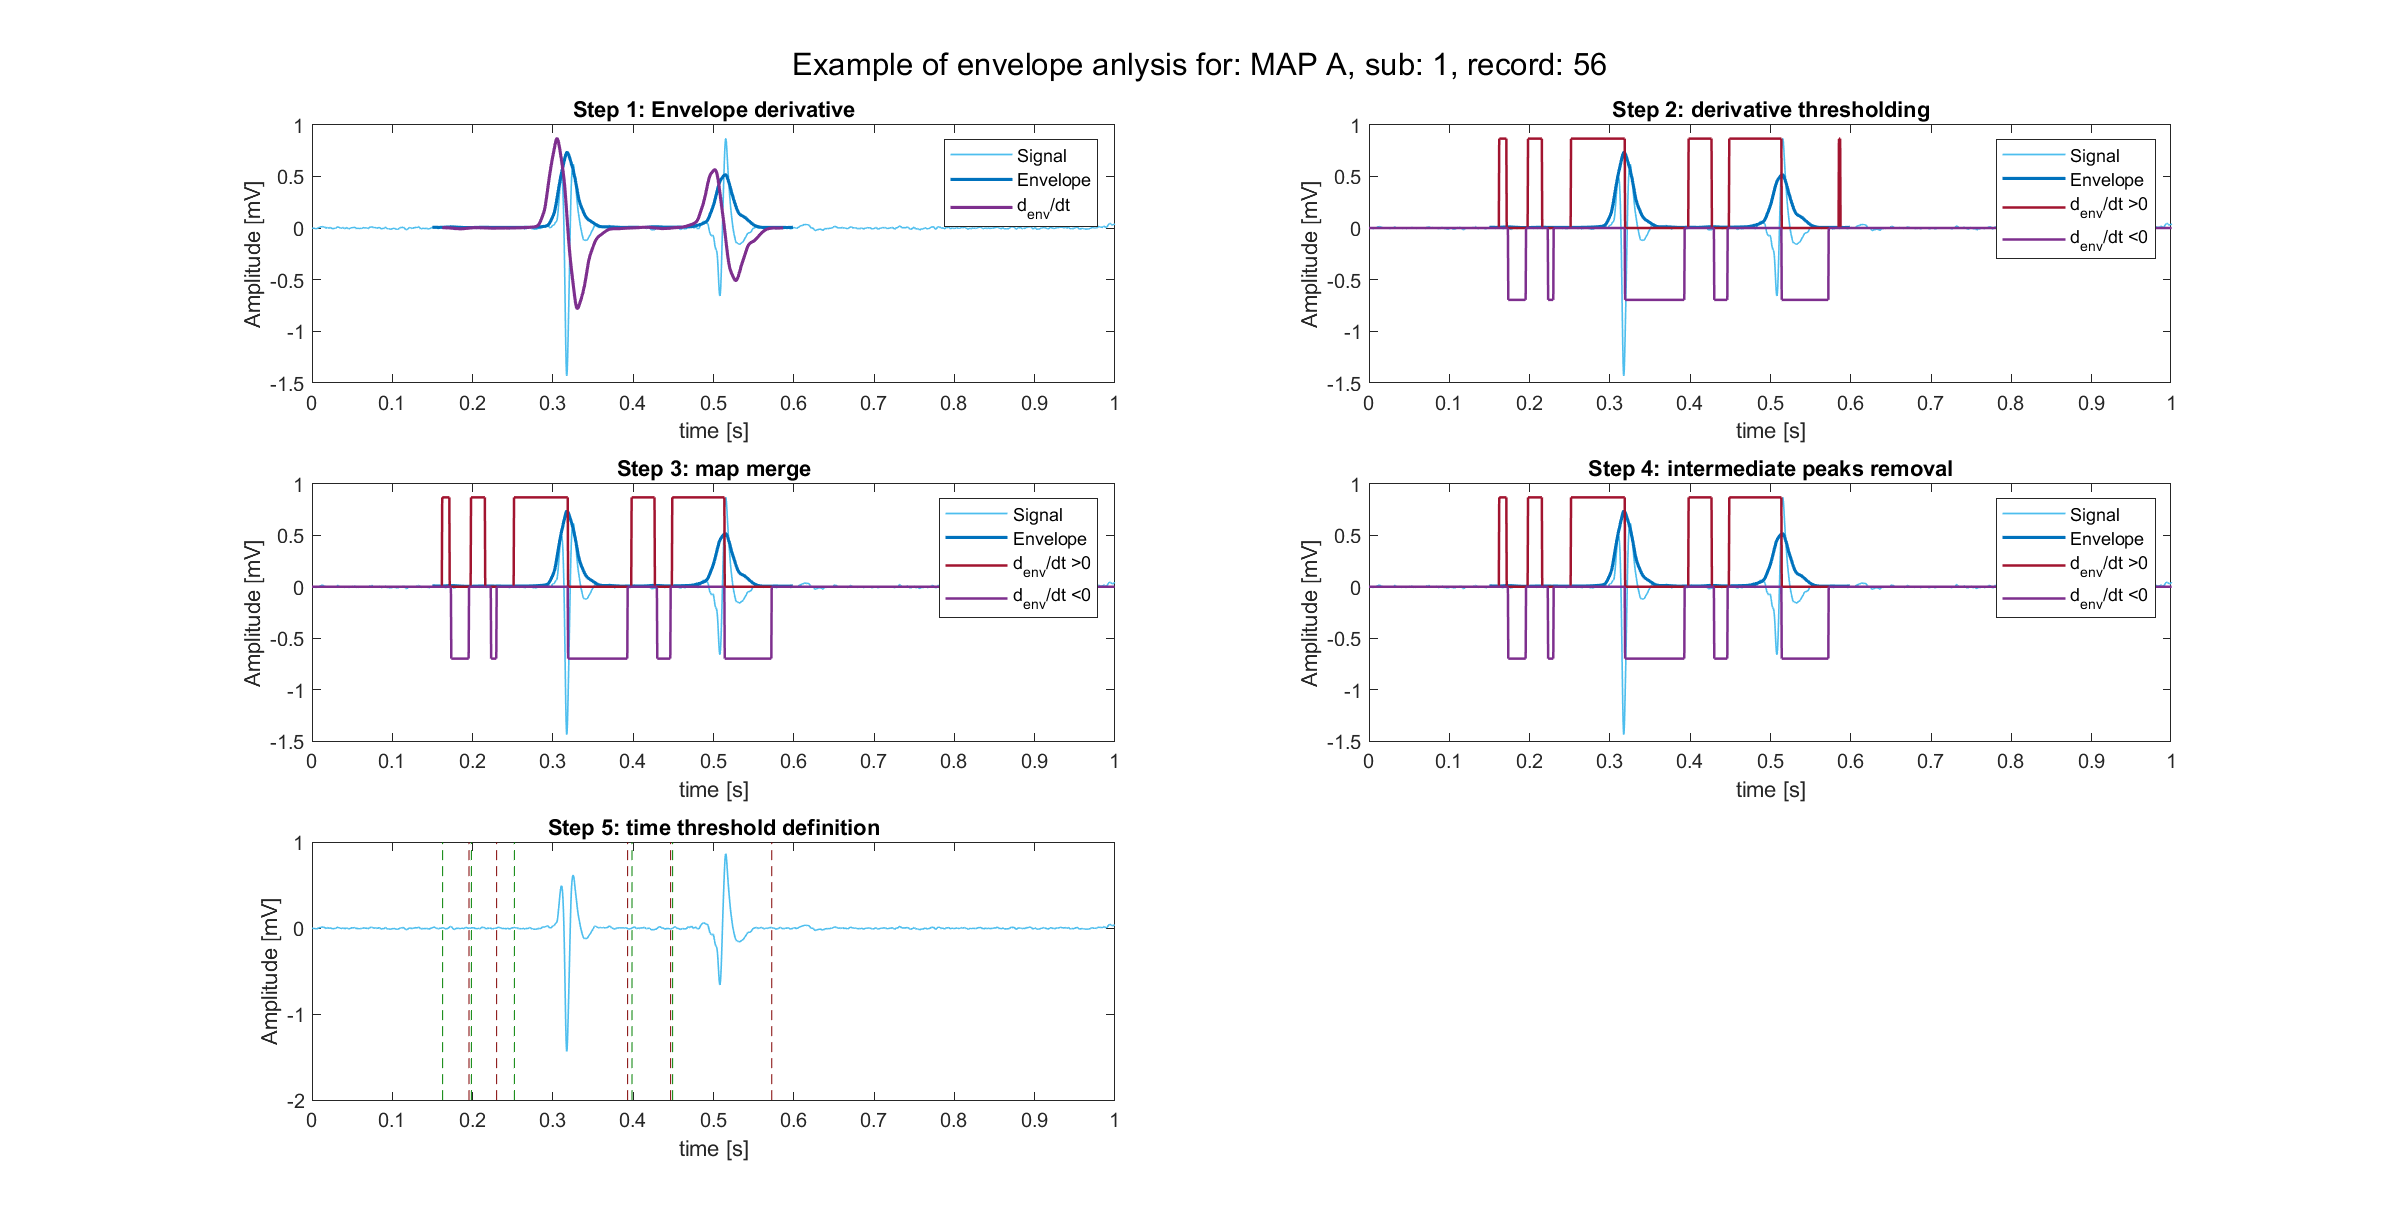 Example of envelope anlysis for: MAP A, sub: 1, record: 56
Step 1: Envelope derivative
Amplitude [mV]
1
0.5
0
-0.5
-1
-1.5
0 0.1 0.2 0.3 0.4 0.5 0.6 0.7 0.8 0.9 1
time [s]
Signal
Envelope
d_env/dt
Step 2: derivative thresholding
Amplitude [mV]
1
0.5
0
-0.5
-1
-1.5
0 0.1 0.2 0.3 0.4 0.5 0.6 0.7 0.8 0.9 1
time [s]
Signal
Envelope
d_env/dt >0
d_env/dt <0
Step 3: map merge
Amplitude [mV]
1
0.5
0
-0.5
-1
-1.5
0 0.1 0.2 0.3 0.4 0.5 0.6 0.7 0.8 0.9 1
time [s]
Signal
Envelope
d_env/dt >0
d_env/dt <0
Step 4: intermediate peaks removal
Amplitude [mV]
1
0.5
0
-0.5
-1
-1.5
0 0.1 0.2 0.3 0.4 0.5 0.6 0.7 0.8 0.9 1
time [s]
Signal
Envelope
d_env/dt >0
d_env/dt <0
Step 5: time threshold definition
Amplitude [mV]
1
0
-1
-2
0 0.1 0.2 0.3 0.4 0.5 0.6 0.7 0.8 0.9 1
time [s]